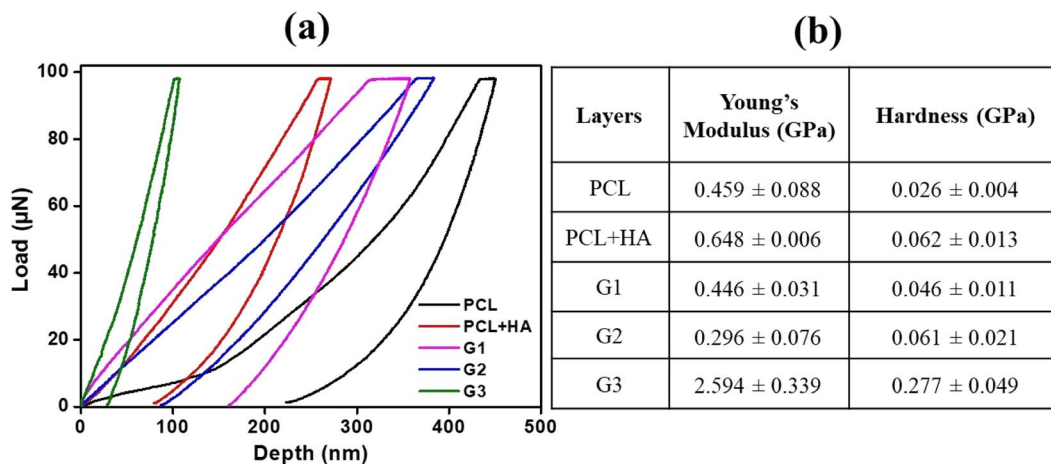 (a)
100
80
60
40
20
0
Load (µN)
PCL
PCL+HA
G1
G2
G3
0 100 200 300 400 500
Depth (nm)
(b)
Layers Young’s Modulus (GPa) Hardness (GPa)
PCL 0.459 ± 0.088 0.026 ± 0.004
PCL+HA 0.648 ± 0.006 0.062 ± 0.013
G1 0.446 ± 0.031 0.046 ± 0.011
G2 0.296 ± 0.076 0.061 ± 0.021
G3 2.594 ± 0.339 0.277 ± 0.049